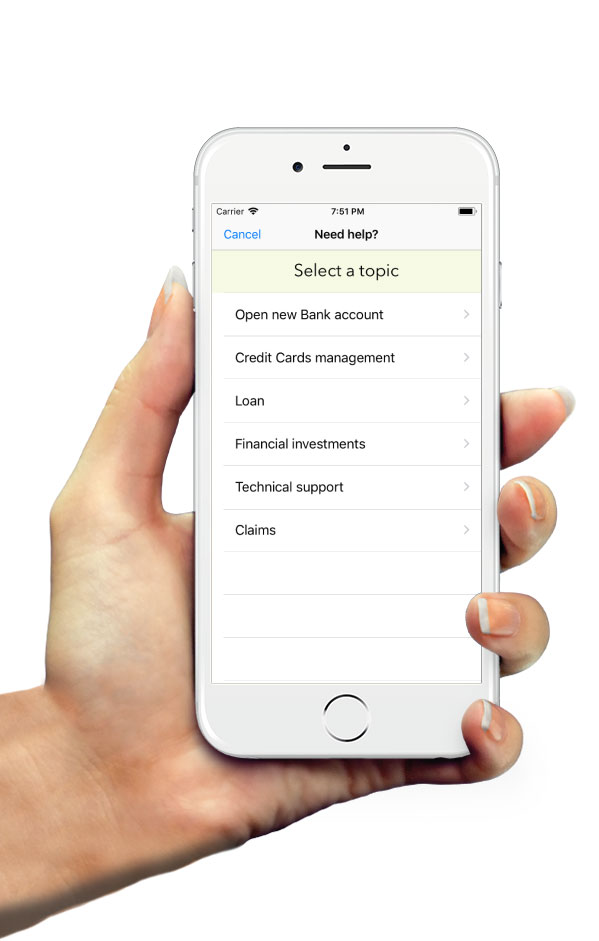 Carrier 7:51 PM
Cancel Need help?
Select a topic
Open new Bank account
Credit Cards management
Loan
Financial investments
Technical support
Claims